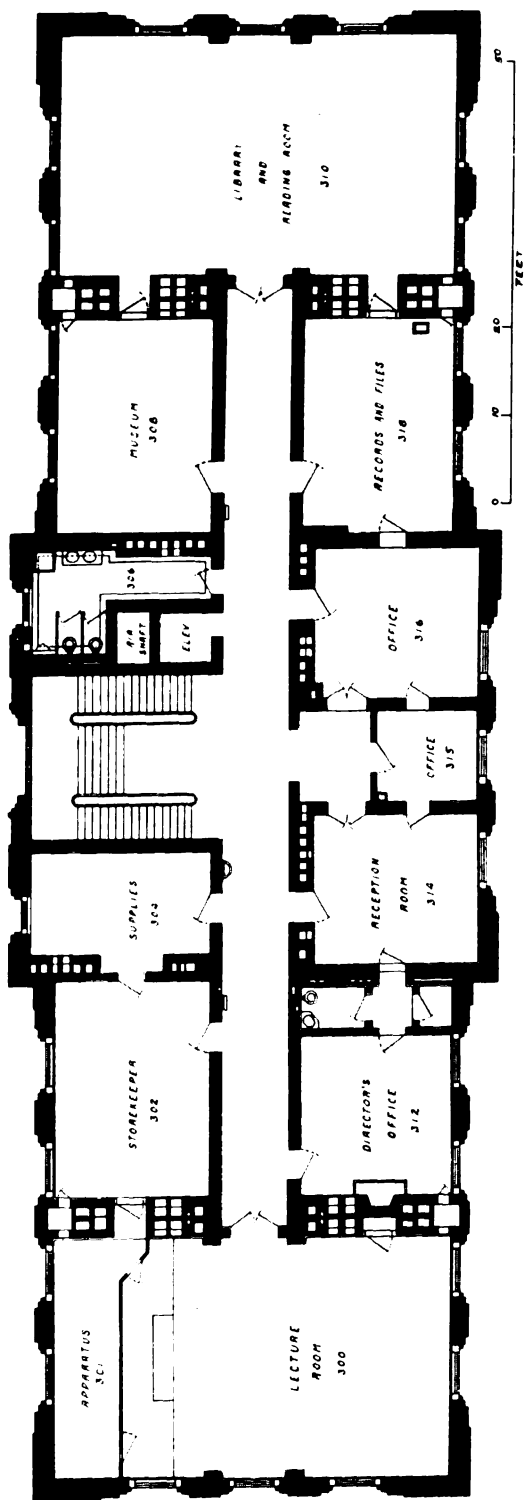 LIBRARY
AND
READING ROOM
310
50
FEET
20
10
0
MUSEUM
308
RECORDS AND FILES
318
306
AIR
SHAFT
ELEV
OFFICE
316
OFFICE
315
SUPPLIES
304
RECEPTION
ROOM
314
STOREKEEPER
302
DIRECTOR'S
OFFICE
312
APPARATUS
301
LECTURE
ROOM
300